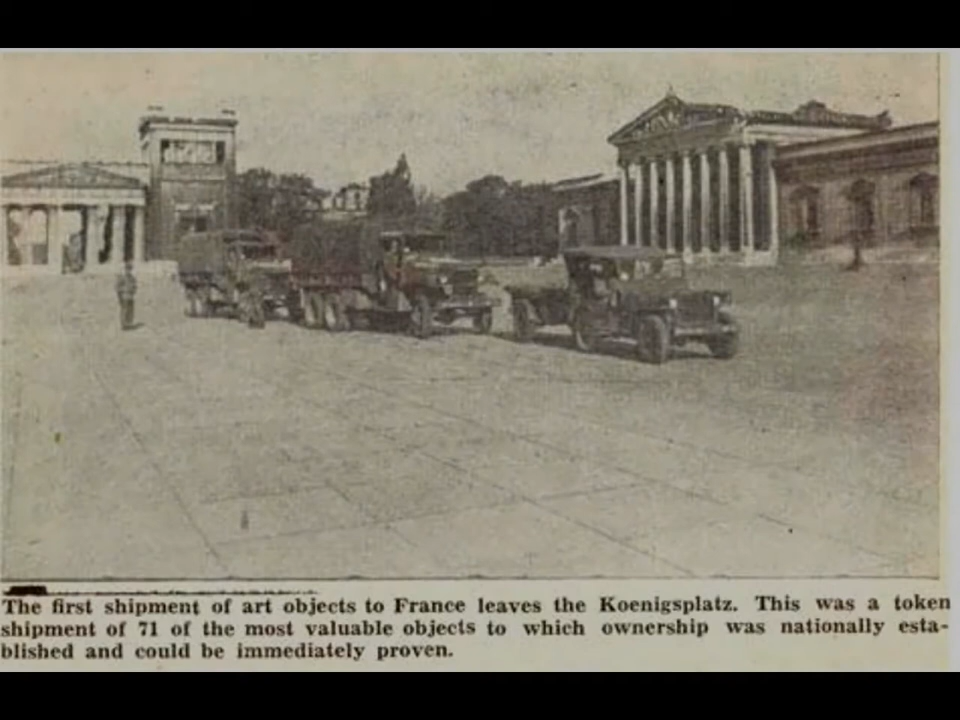 The first shipment of art objects to France leaves the Koenigsplatz. This was a token
shipment of 71 of the most valuable objects to which ownership was nationally esta-
blished and could be immediately proven.